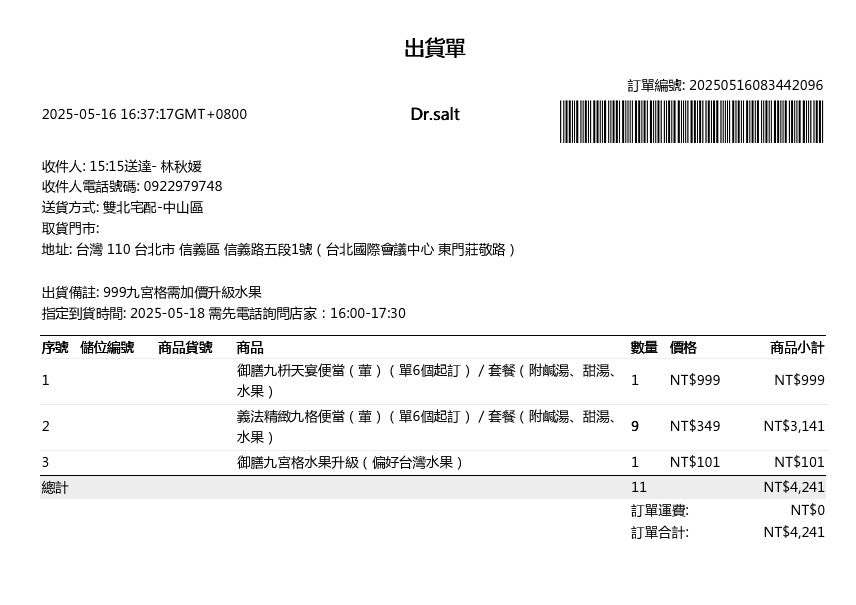 出貨單
訂單編號: 20250516083442096
2025-05-16 16:37:17GMT+0800
Dr.salt
收件人: 15:15送達- 林秋媛
收件人電話號碼: 0922979748
送貨方式: 雙北宅配-中山區
取貨門市:
地址: 台灣 110 台北市 信義區 信義路五段1號（台北國際會議中心 東門莊敬路）
出貨備註: 999九宮格需加價升級水果
指定到貨時間: 2025-05-18 需先電話詢問店家：16:00-17:30
序號 儲位編號 商品貨號 商品 數量 價格 商品小計
1 御膳九枡天宴便當（葷）（單6個起訂）/ 套餐（附鹹湯、甜湯、 1 NT$999 NT$999
水果）
2 義法精緻九格便當（葷）（單6個起訂）/ 套餐（附鹹湯、甜湯、 9 NT$349 NT$3,141
水果）
3 御膳九宮格水果升級（偏好台灣水果） 1 NT$101 NT$101
總計 11 NT$4,241
訂單運費: NT$0
訂單合計: NT$4,241